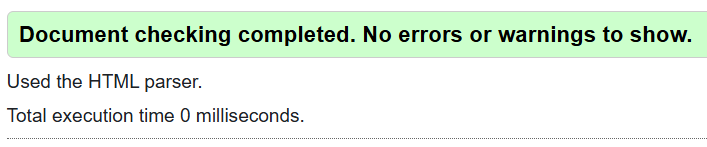 Document checking completed. No errors or warnings to show.
Used the HTML parser.
Total execution time 0 milliseconds.